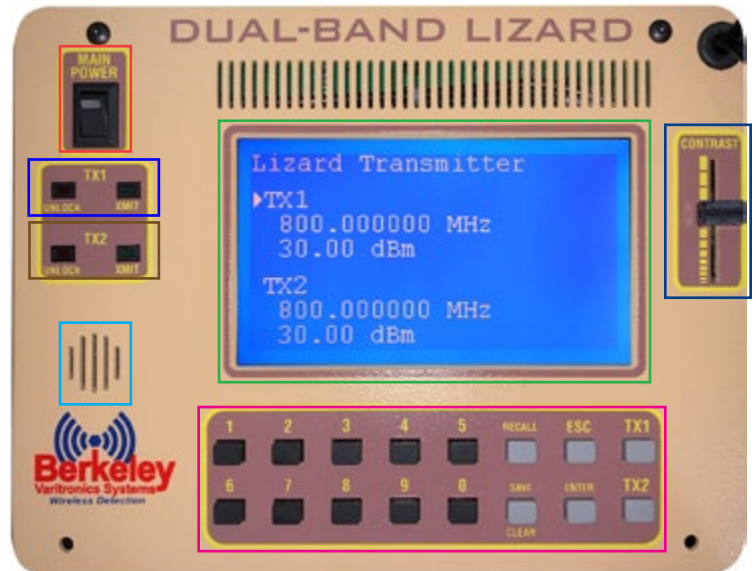 DUAL-BAND LIZARD
MAIN
POWER
CONTRAST
TX1
UNLOCK XMIT
TX2
UNLOCK XMIT
Lizard Transmitter
TX1
800.000000 MHz
30.00 dBm
TX2
800.000000 MHz
30.00 dBm
Berkeley
Varitronics Systems
Wireless Detection
1 2 3 4 5 RECALL ESC TX1
6 7 8 9 0 SAVE ENTER TX2
CLEAR